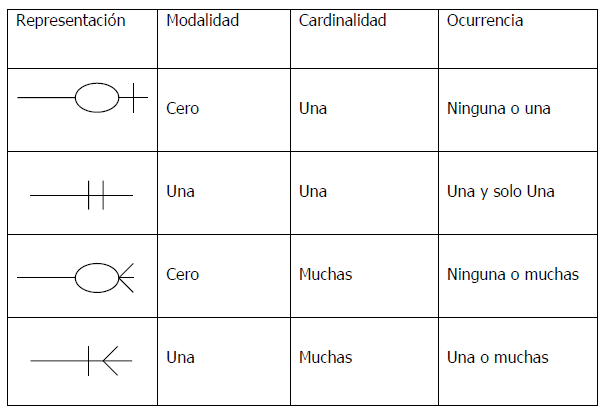 Representación Modalidad Cardinalidad Ocurrencia
Cero Una Ninguna o una
Una Una Una y solo Una
Cero Muchas Ninguna o muchas
Una Muchas Una o muchas